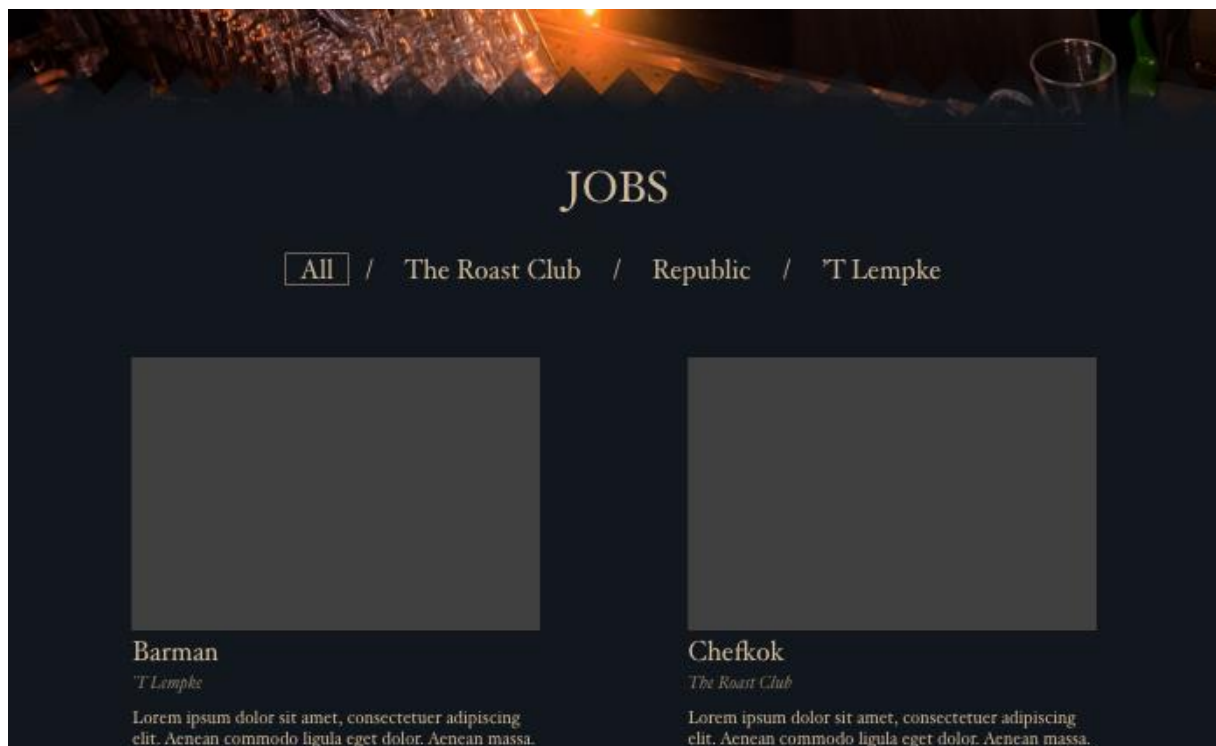 JOBS
All / The Roast Club / Republic / 'T Lempke
Barman
'T Lempke
Lorem ipsum dolor sit amet, consectetuer adipiscing
elit. Aenean commodo ligula eget dolor. Aenean massa.
Chefkok
The Roast Club
Lorem ipsum dolor sit amet, consectetuer adipiscing
elit. Aenean commodo ligula eget dolor. Aenean massa.